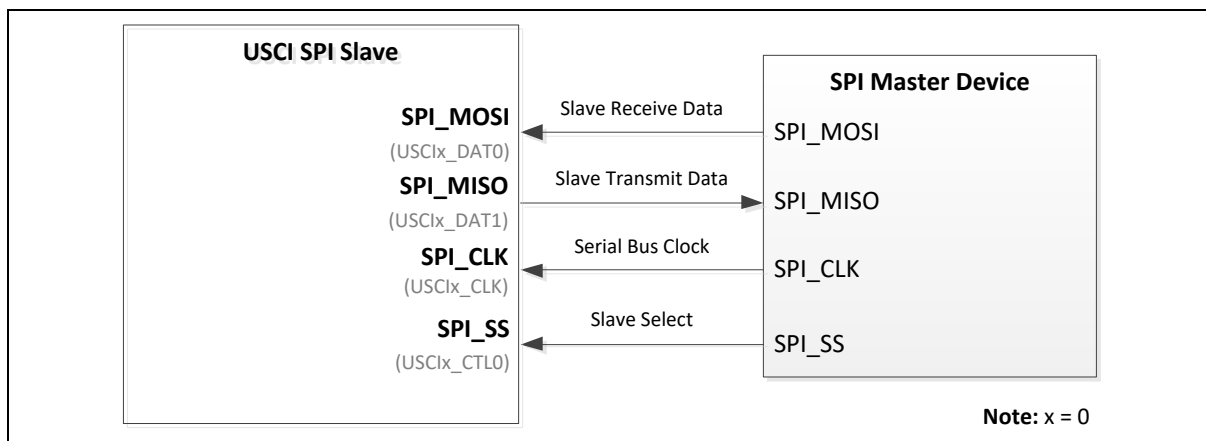 USCI SPI Slave
SPI Master Device
SPI_MOSI
(USCIx_DAT0)
Slave Receive Data
SPI_MOSI
SPI_MISO
(USCIx_DAT1)
Slave Transmit Data
SPI_MISO
SPI_CLK
(USCIx_CLK)
Serial Bus Clock
SPI_CLK
SPI_SS
(USCIx_CTL0)
Slave Select
SPI_SS
Note: x = 0